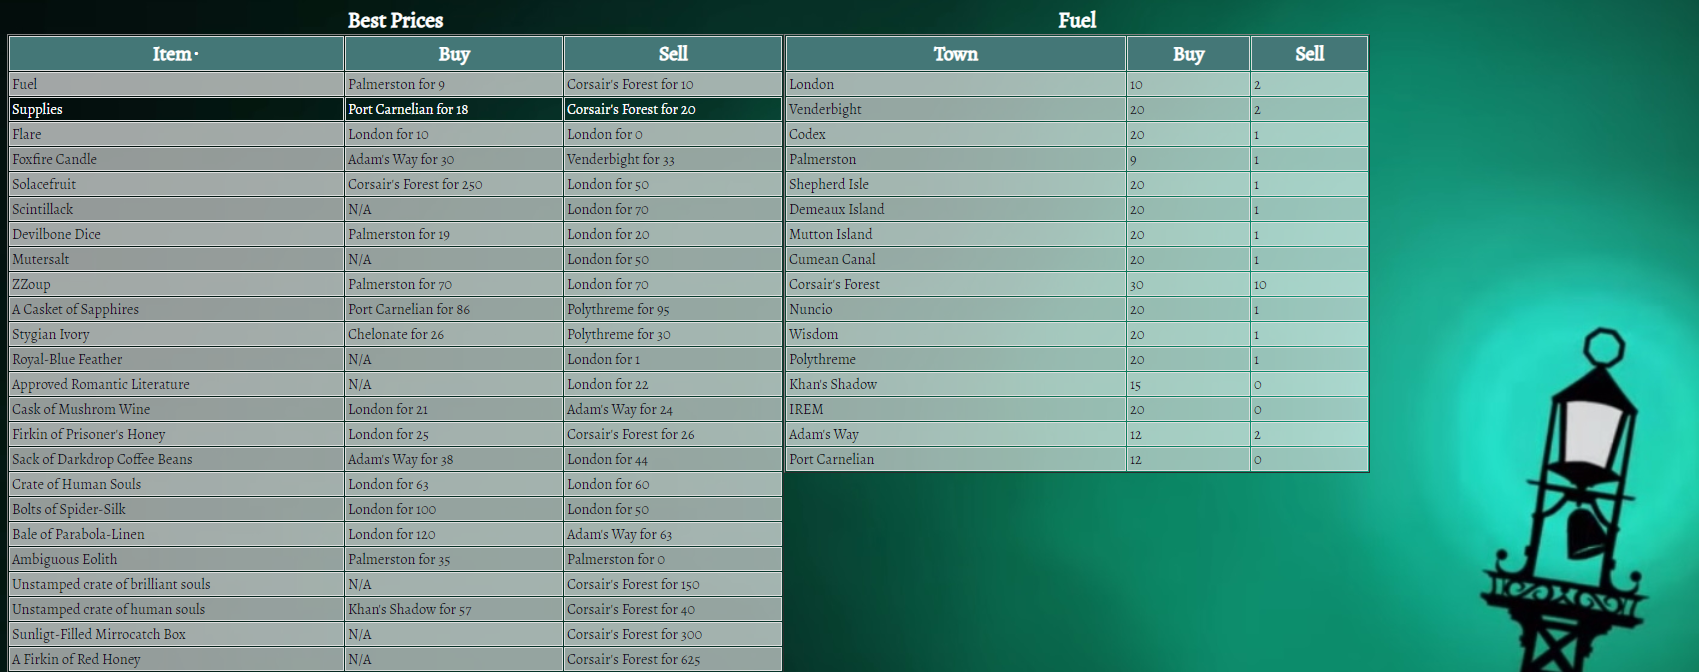 Best Prices
Item · Buy Sell
Fuel Palmerston for 9 Corsair's Forest for 10
Supplies Port Carnelian for 18 Corsair's Forest for 20
Flare London for 10 London for 0
Foxfire Candle Adam's Way for 30 Venderbight for 33
Solacefruit Corsair's Forest for 250 London for 50
Scintillack N/A London for 70
Devilbone Dice Palmerston for 19 London for 20
Mutersalt N/A London for 50
ZZoup Palmerston for 70 London for 70
A Casket of Sapphires Port Carnelian for 86 Polythreme for 95
Stygian Ivory Chelonate for 26 Polythreme for 30
Royal-Blue Feather N/A London for 1
Approved Romantic Literature N/A London for 22
Cask of Mushrom Wine London for 21 Adam's Way for 24
Firkin of Prisoner's Honey London for 25 Corsair's Forest for 26
Sack of Darkdrop Coffee Beans Adam's Way for 38 London for 44
Crate of Human Souls London for 63 London for 60
Bolts of Spider-Silk London for 100 London for 50
Bale of Parabola-Linen London for 120 Adam's Way for 63
Ambiguous Eolith Palmerston for 35 Palmerston for 0
Unstamped crate of brilliant souls N/A Corsair's Forest for 150
Unstamped crate of human souls Khan's Shadow for 57 Corsair's Forest for 40
Sunligt-Filled Mirrocatch Box N/A Corsair's Forest for 300
A Firkin of Red Honey N/A Corsair's Forest for 625
Fuel
Town Buy Sell
London 10 2
Venderbight 20 2
Codex 20 1
Palmerston 9 1
Shepherd Isle 20 1
Demeaux Island 20 1
Mutton Island 20 1
Cumean Canal 20 1
Corsair's Forest 30 10
Nuncio 20 1
Wisdom 20 1
Polythreme 20 1
Khan's Shadow 15 0
IREM 20 0
Adam's Way 12 2
Port Carnelian 12 0